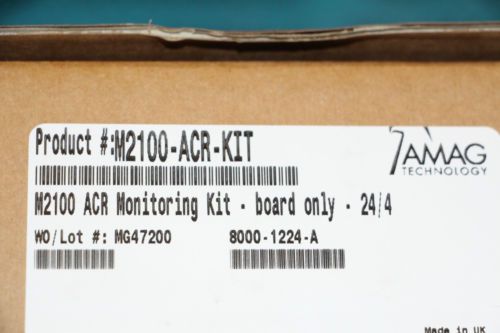 Product #:M2100-ACR-KIT
AMAG
TECHNOLOGY
M2100 ACR Monitoring Kit - board only - 24/4
WO/Lot #: MG47200 8000-1224-A
Made in UK